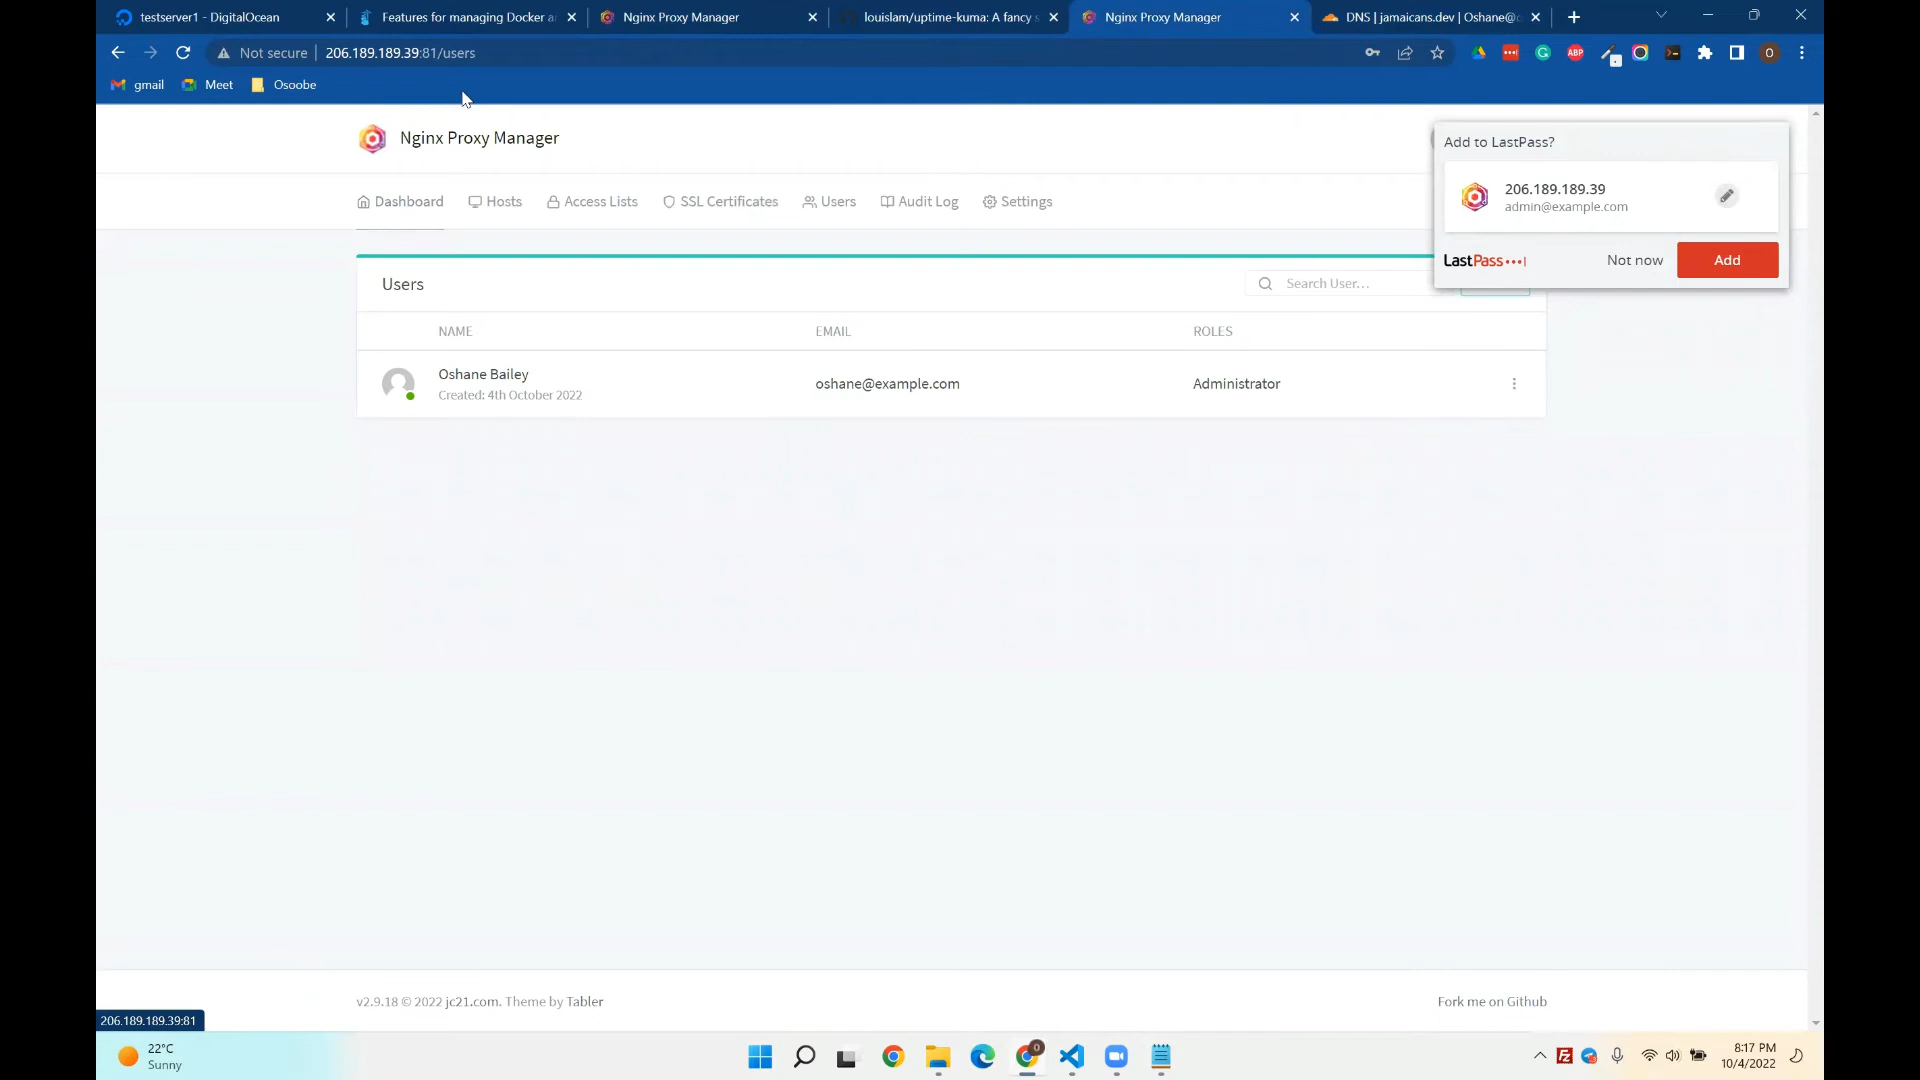 testserver1 - DigitalOcean
Features for managing Docker a
Nginx Proxy Manager
louislam/uptime-kuma: A fancy s
Nginx Proxy Manager
DNS | jamaicans.dev | Oshane@
Not secure
206.189.189.39:81/users
gmail
Meet
Osoobe
Nginx Proxy Manager
Add to LastPass?
206.189.189.39
admin@example.com
LastPass
Not now
Add
Dashboard
Hosts
Access Lists
SSL Certificates
Users
Audit Log
Settings
Users
Search User…
NAME
EMAIL
ROLES
Oshane Bailey
Created: 4th October 2022
oshane@example.com
Administrator
v2.9.18 © 2022 jc21.com. Theme by Tabler
Fork me on Github
206.189.189.39:81
22°C
Sunny
8:17 PM
10/4/2022